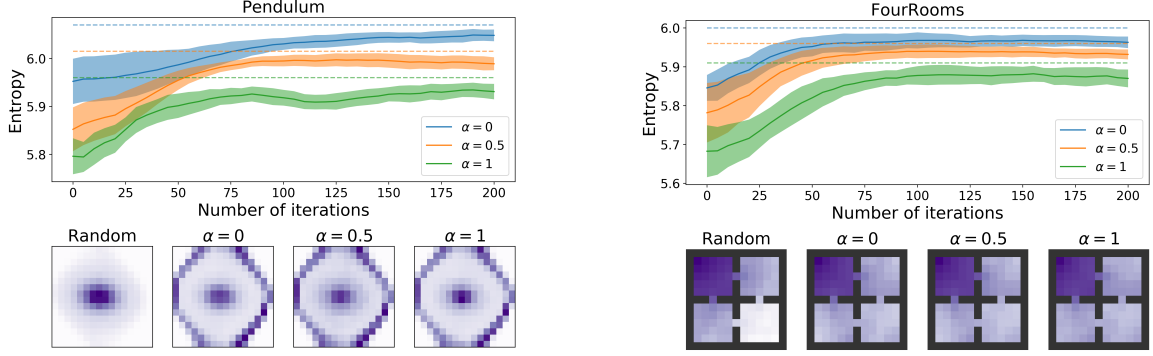 Pendulum
Entropy
6.0
5.9
5.8
α = 0
α = 0.5
α = 1
0 25 50 75 100 125 150 175 200
Number of iterations
Random α = 0 α = 0.5 α = 1
FourRooms
Entropy
6.0
5.9
5.8
5.7
5.6
α = 0
α = 0.5
α = 1
0 25 50 75 100 125 150 175 200
Number of iterations
Random α = 0 α = 0.5 α = 1